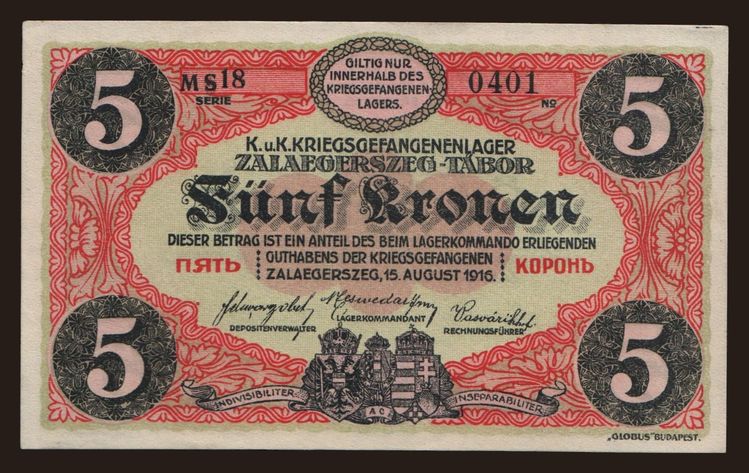 5
5
GILTIG NUR
INNERHALB DES
KRIEGSGEFANGENEN-
LAGERS.
MS18
SERIE
0401
No
K.u.K.KRIEGSGEFANGENENLAGER
ZALAEGERSZEG-TÁBOR
Fünf Kronen
DIESER BETRAG IST EIN ANTEIL DES BEIM LAGERKOMMANDO ERLIEGENDEN
GUTHABENS DER KRIEGSGEFANGENEN
ПЯТЬ
КОРОНЬ
ZALAEGERSZEG, 15. AUGUST 1916.
DEPOSITENVERWALTER
LAGERKOMMANDANT
RECHNUNGSFÜHRER
5
5
INDIVISIBILITER
AC
INSEPARABILITER
„GLOBUS" BUDAPEST.